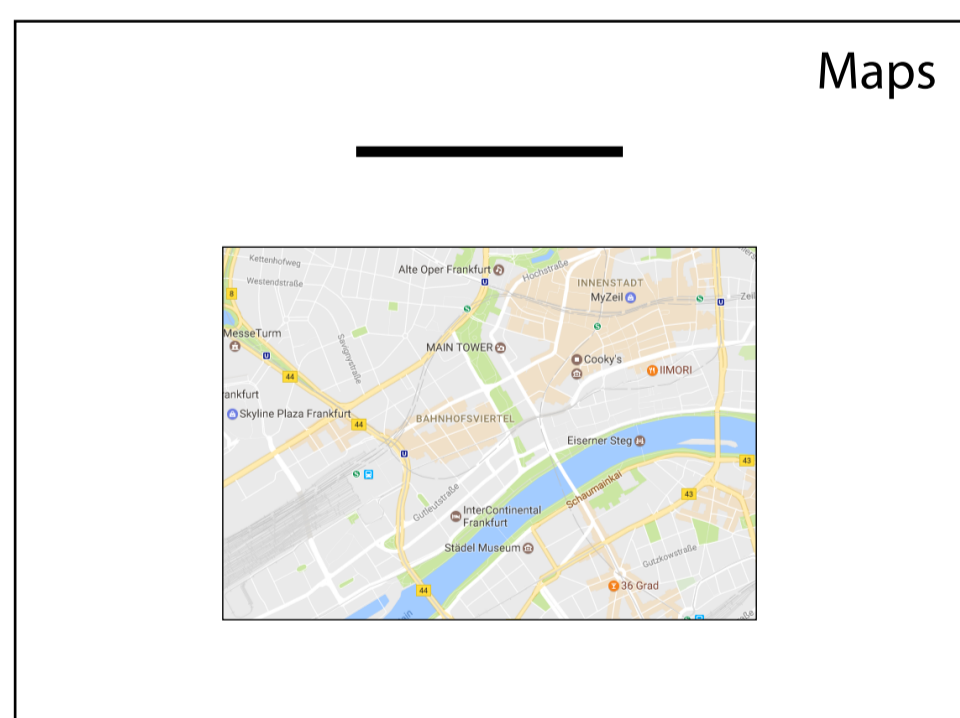 Maps
Kettenhofweg
Westendstraße
Alte Oper Frankfurt
Hochstraße
INNENSTADT
MyZeil
Zeil
8
U
S
MesseTurm
Savignystraße
MAIN TOWER
Cooky's
IIMORI
44
ankfurt
Skyline Plaza Frankfurt
44
BAHNHOFSVIERTEL
Eiserner Steg
43
Schaumainkai
43
Gutleutstraße
InterContinental
Frankfurt
Städel Museum
Gutzkowstraße
36 Grad
44